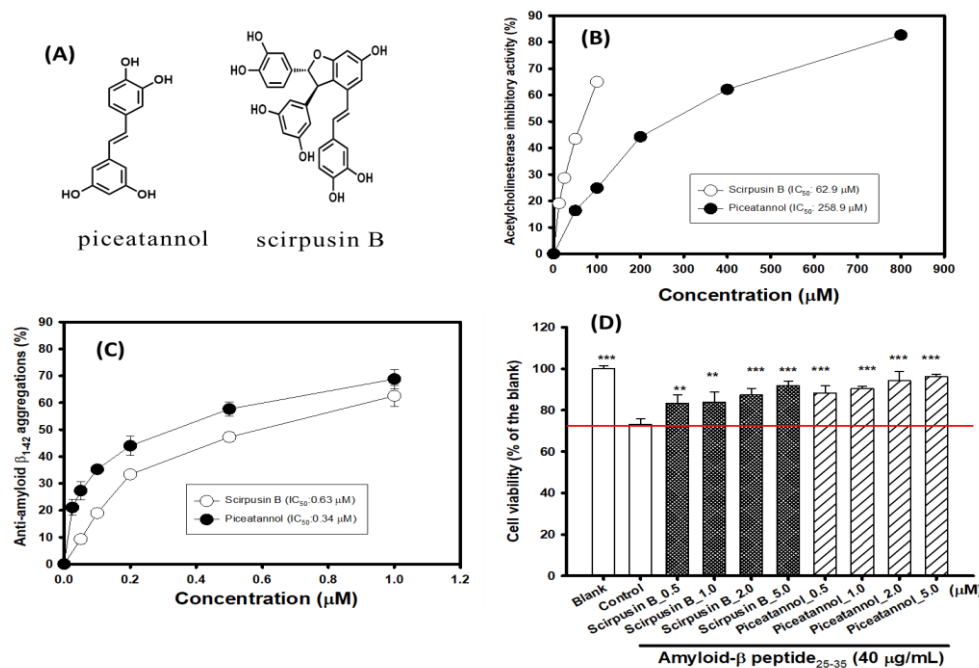 (A)
OH
OH
HO
OH
piceatannol
HO
HO
O
OH
HO
OH
OH
OH
scirpusin B
(B)
Acetylcholinesterase inhibitory activity (%)
90
80
70
60
50
40
30
20
10
0
Scirpusin B (IC50: 62.9 μM)
Piceatannol (IC50: 258.9 μM)
0 100 200 300 400 500 600 700 800 900
Concentration (μM)
(C)
Anti-amyloid β1-42 aggregations (%)
90
80
70
60
50
40
30
20
10
0
Scirpusin B (IC50:0.63 μM)
Piceatannol (IC50:0.34 μM)
0.0 0.2 0.4 0.6 0.8 1.0 1.2
Concentration (μM)
(D)
Cell viability (% of the blank)
120
100
80
60
40
20
0
*** ** ** *** *** *** *** *** ***
Blank
Control
Scirpusin B_0.5
Scirpusin B_1.0
Scirpusin B_2.0
Scirpusin B_5.0
Piceatannol_0.5
Piceatannol_1.0
Piceatannol_2.0
Piceatannol_5.0
(μM)
Amyloid-β peptide25-35 (40 μg/mL)